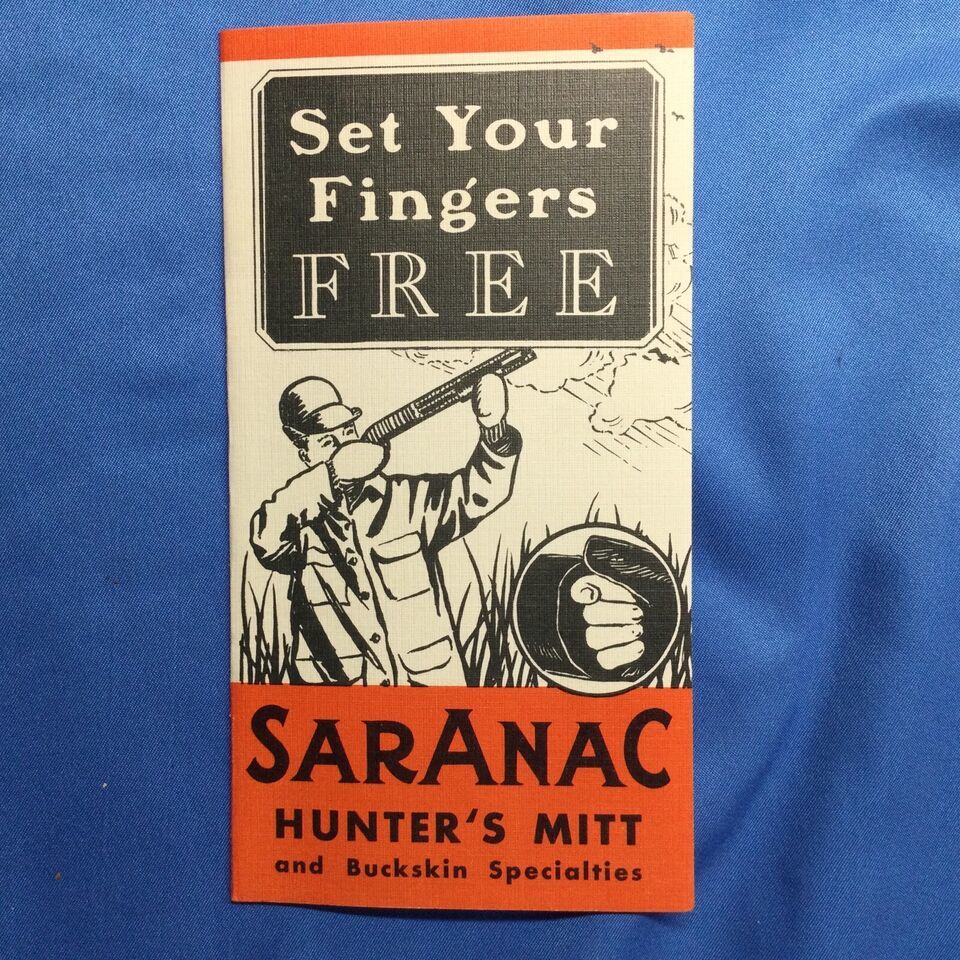 Set Your
Fingers
FREE
SARANAC
HUNTER'S MITT
and Buckskin Specialties